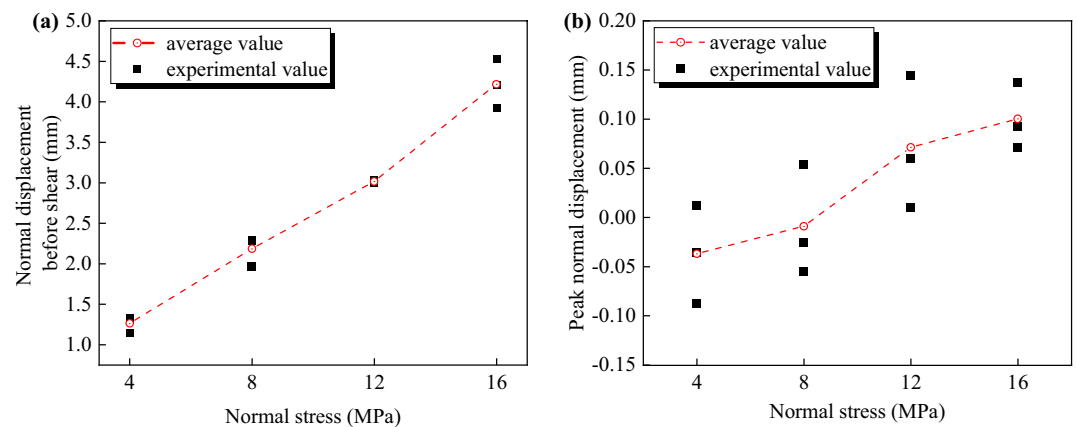 (a)
average value
experimental value
5.0
4.5
4.0
3.5
3.0
2.5
2.0
1.5
1.0
4 8 12 16
Normal stress (MPa)
Normal displacement
before shear (mm)
(b)
average value
experimental value
0.20
0.15
0.10
0.05
0.00
-0.05
-0.10
-0.15
4 8 12 16
Normal stress (MPa)
Peak normal displacement (mm)